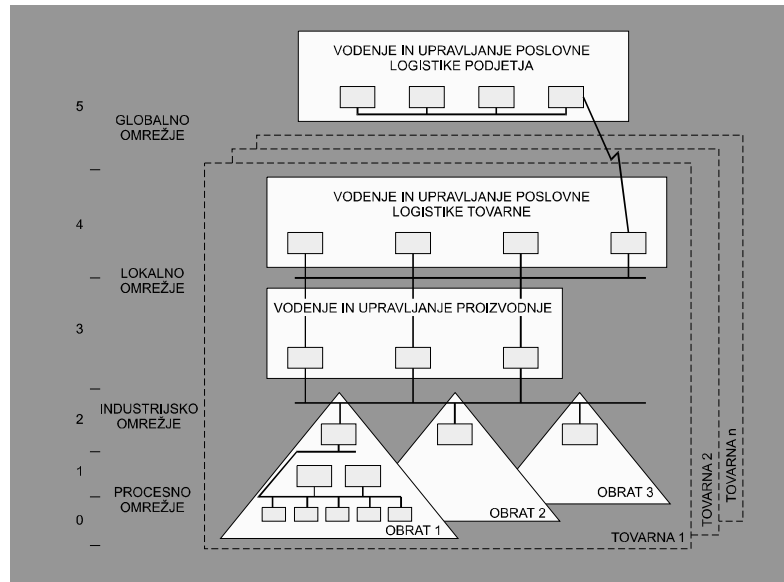 VODENJE IN UPRAVLJANJE POSLOVNE
LOGISTIKE PODJETJA
5
GLOBALNO
OMREŽJE
VODENJE IN UPRAVLJANJE POSLOVNE
LOGISTIKE TOVARNE
4
LOKALNO
OMREŽJE
VODENJE IN UPRAVLJANJE PROIZVODNJE
3
INDUSTRIJSKO
OMREŽJE
2
1
PROCESNO
OMREŽJE
0
OBRAT 1
OBRAT 2
OBRAT 3
TOVARNA 1
TOVARNA 2
TOVARNA n